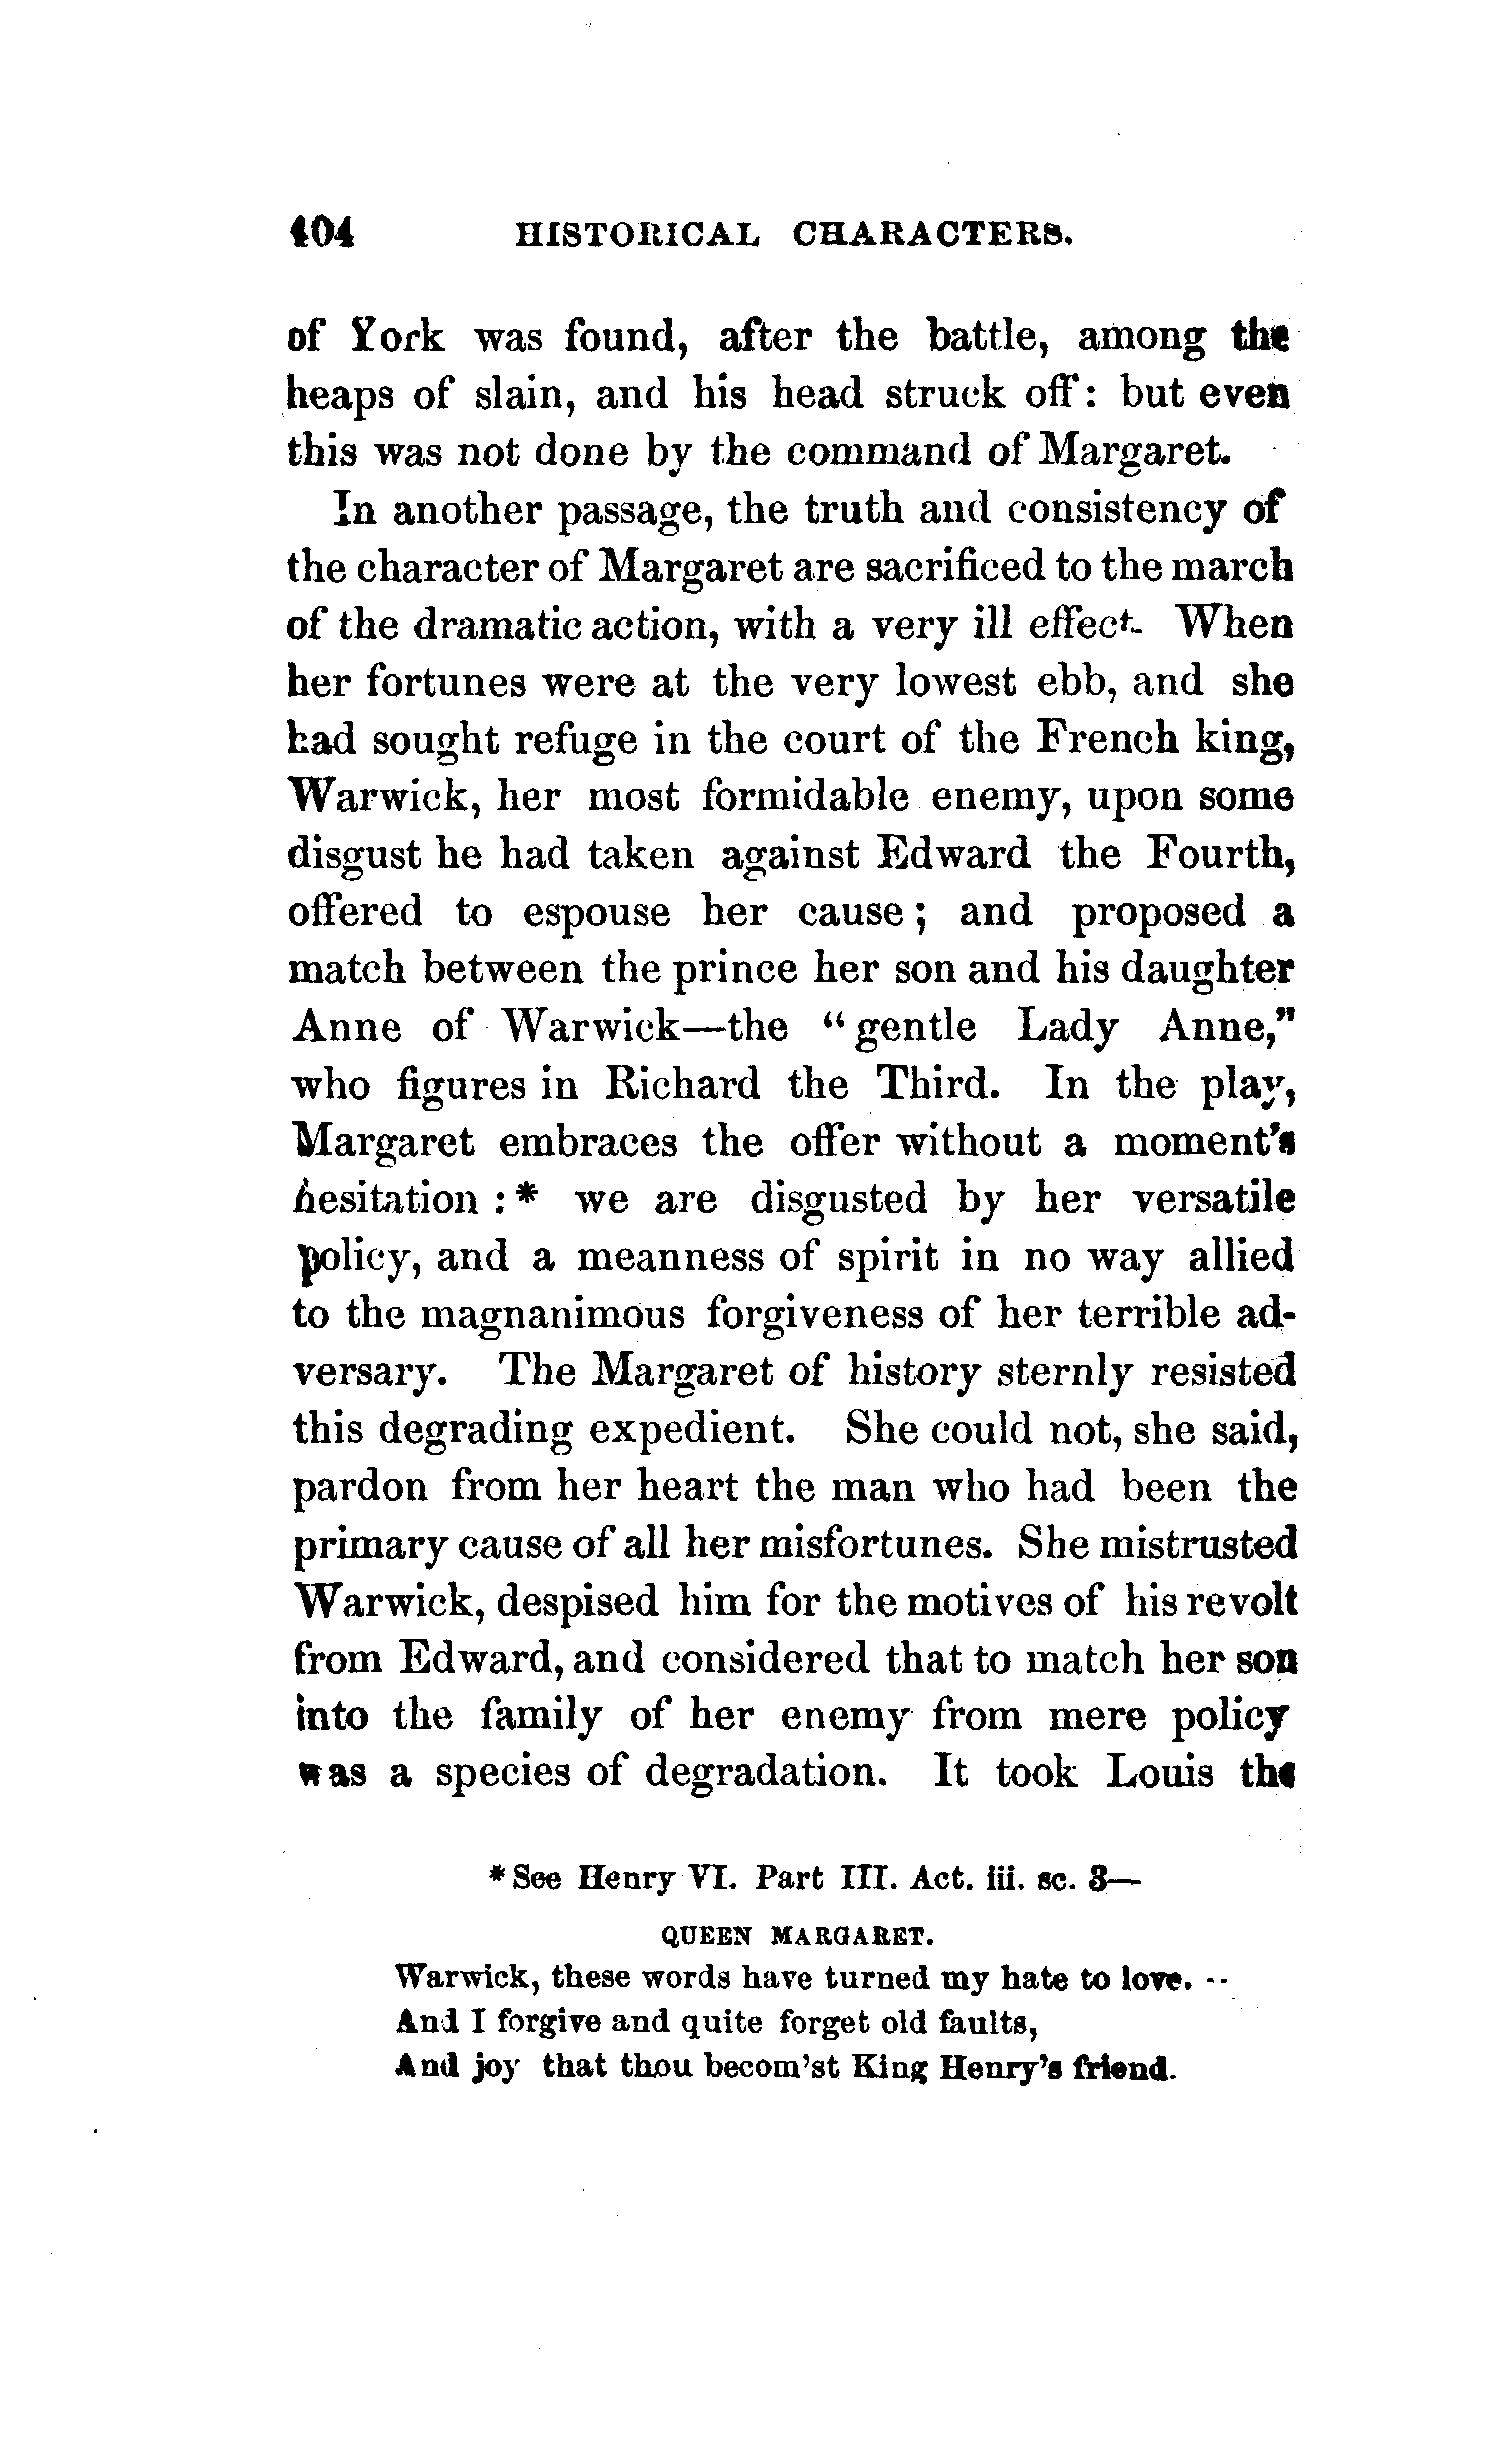 404 HISTORICAL CHARACTERS.
of York was found, after the battle, among the
heaps of slain, and his head struck off: but even
this was not done by the command of Margaret.
In another passage, the truth and consistency of
the character of Margaret are sacrificed to the march
of the dramatic action, with a very ill effect. When
her fortunes were at the very lowest ebb, and she
had sought refuge in the court of the French king,
Warwick, her most formidable enemy, upon some
disgust he had taken against Edward the Fourth,
offered to espouse her cause; and proposed a
match between the prince her son and his daughter
Anne of Warwick—the "gentle Lady Anne,"
who figures in Richard the Third. In the play,
Margaret embraces the offer without a moment's
hesitation :* we are disgusted by her versatile
policy, and a meanness of spirit in no way allied
to the magnanimous forgiveness of her terrible ad-
versary. The Margaret of history sternly resisted
this degrading expedient. She could not, she said,
pardon from her heart the man who had been the
primary cause of all her misfortunes. She mistrusted
Warwick, despised him for the motives of his revolt
from Edward, and considered that to match her son
into the family of her enemy from mere policy
was a species of degradation. It took Louis the
* See Henry VI. Part III. Act. iii. sc. 3—
QUEEN MARGARET.
Warwick, these words have turned my hate to love. --
And I forgive and quite forget old faults,
And joy that thou becom'st King Henry's friend.